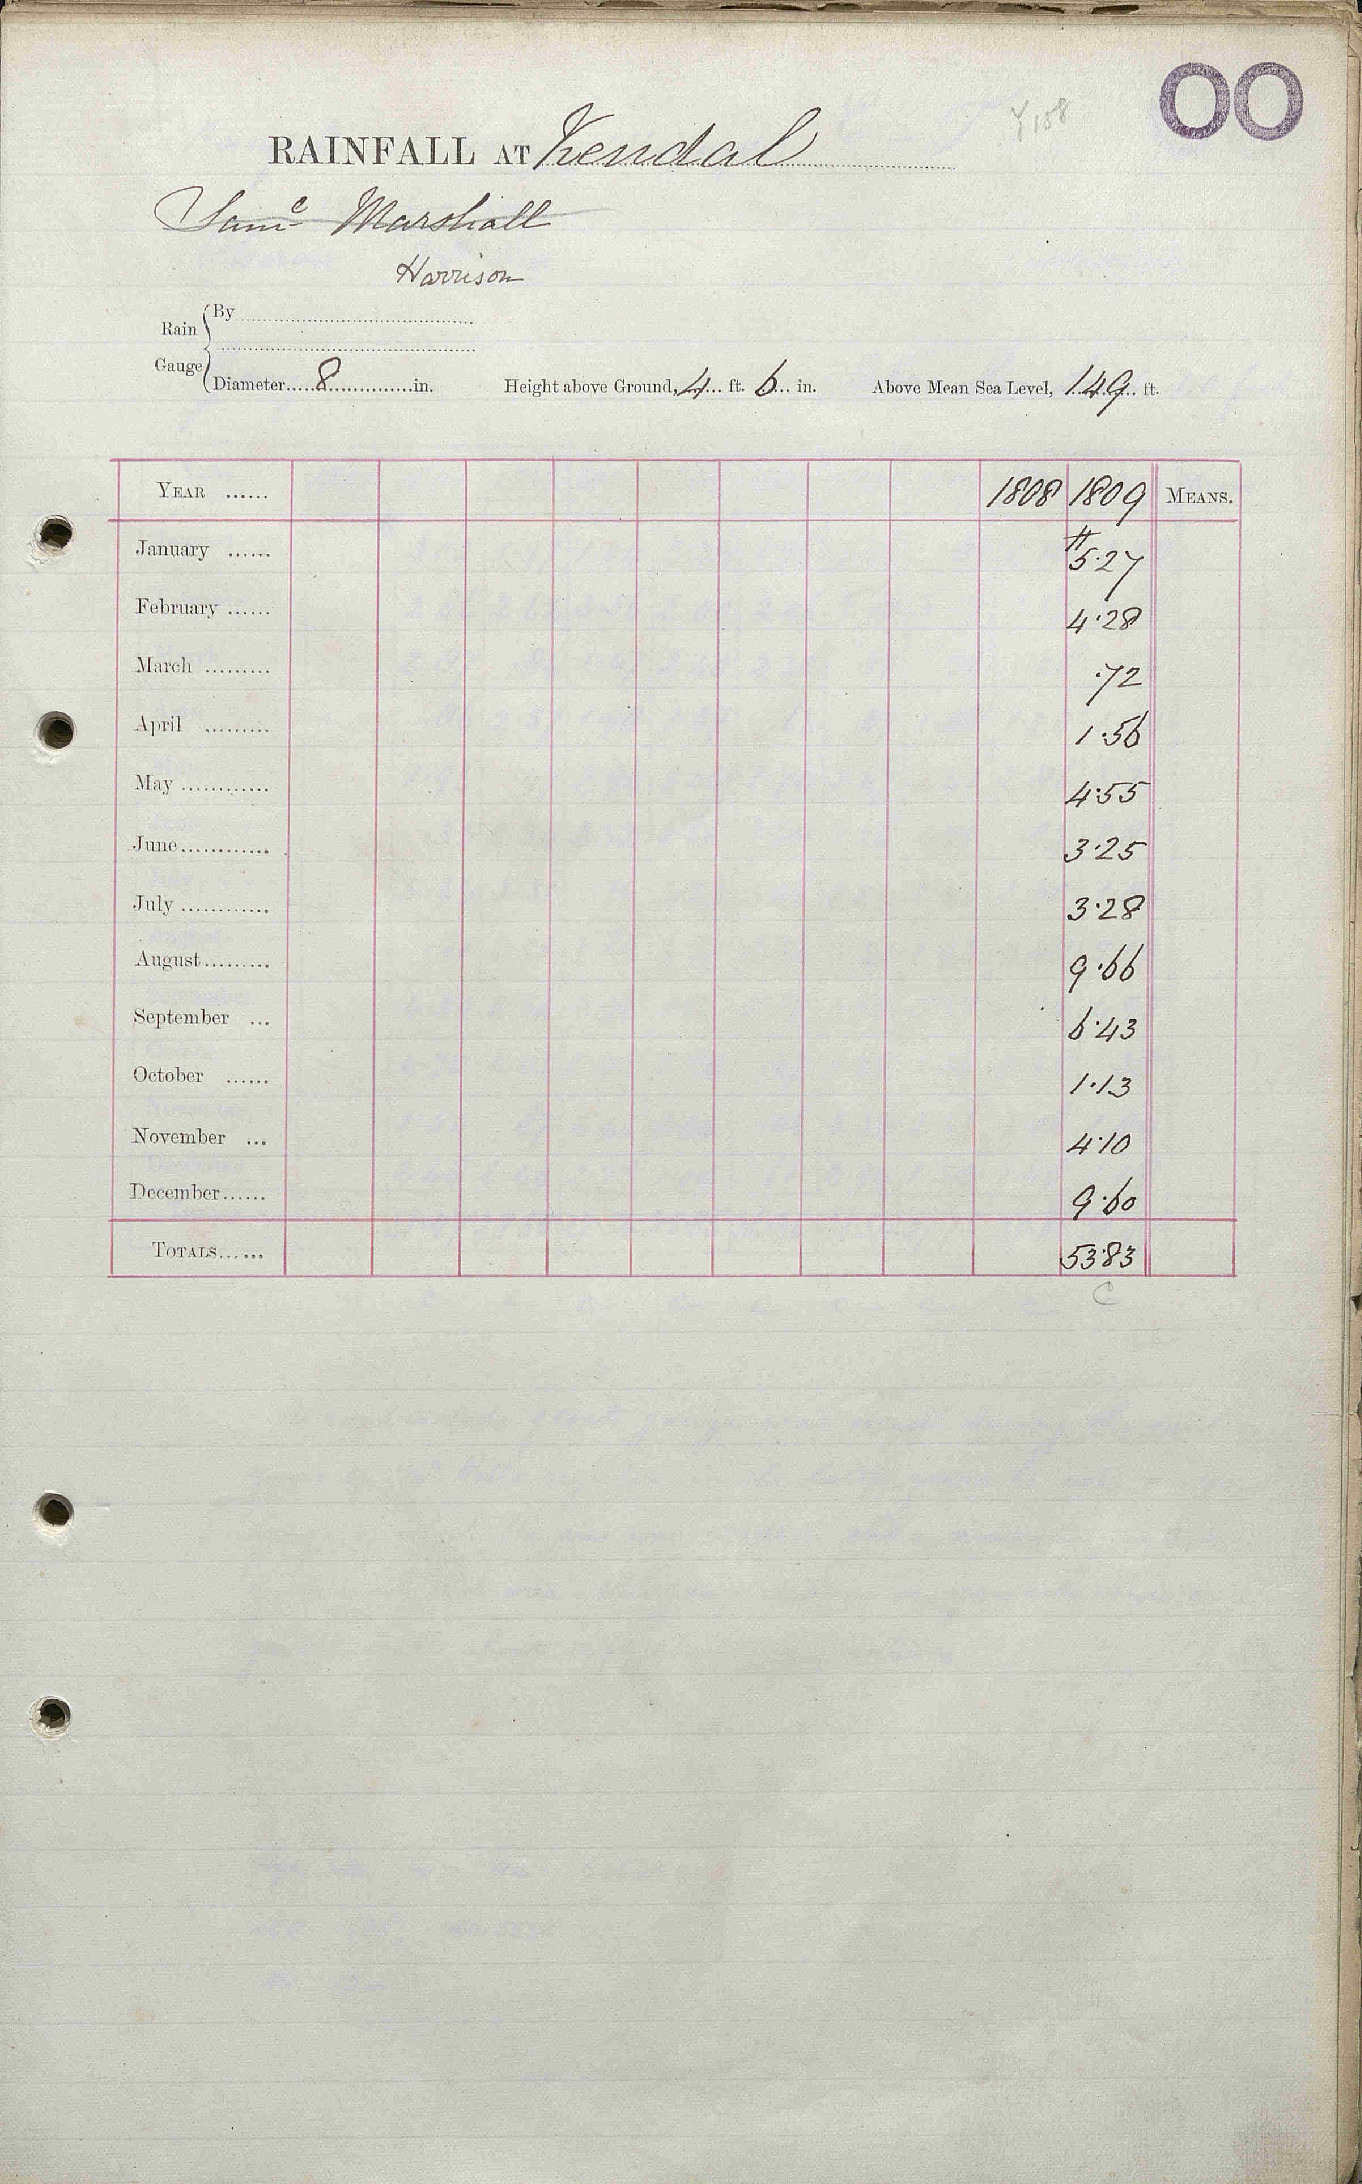 OO
Y 158
RAINFALL AT Kendal
Saml Marshall
Harrison
Rain Gauge
By
Diameter 8 in. Height above Ground, 4 ft. 6 in. Above Mean Sea Level, 149 ft.
YEAR ...... 1808 1809 MEANS.
January ...... H 5.27
February ...... 4.28
March ......... .72
April ......... 1.56
May ............ 4.55
June ............ 3.25
July ............ 3.28
August ......... 9.66
September ... 6.43
October ...... 1.13
November ... 4.10
December ...... 9.60
TOTALS ...... 53.83
C